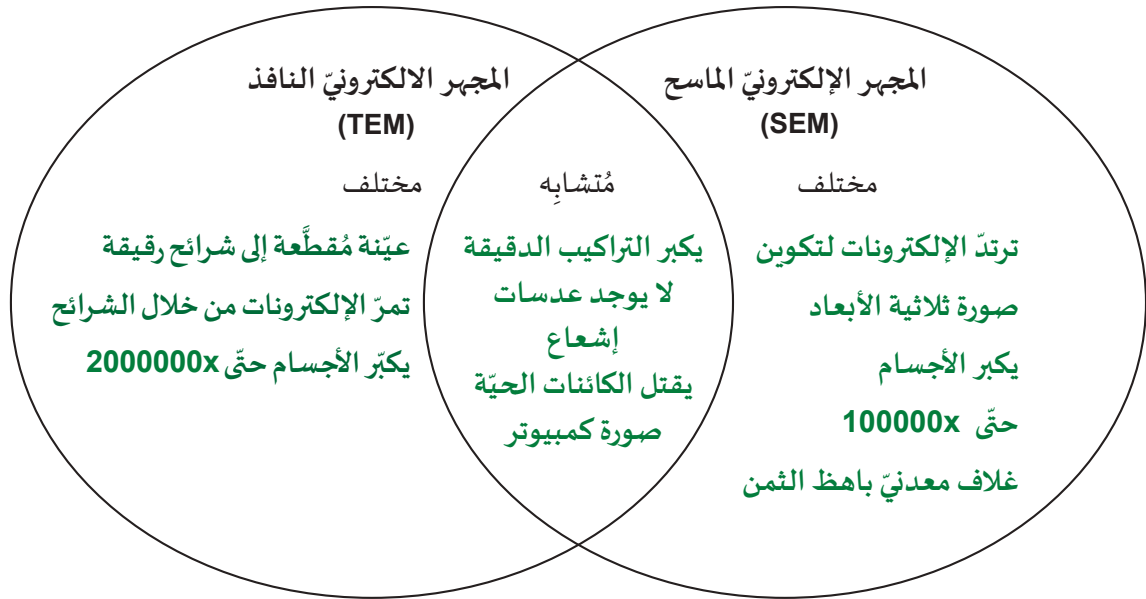 المجهر الإلكترونيّ الماسح
(SEM)
مختلف
ترتدّ الإلكترونات لتكوين
صورة ثلاثية الأبعاد
يكبر الأجسام
حتّى 100000x
غلاف معدنيّ باهظ الثمن
مُتشابِه
يكبر التراكيب الدقيقة
لا يوجد عدسات
إشعاع
يقتل الكائنات الحيّة
صورة كمبيوتر
المجهر الالكترونيّ النافذ
(TEM)
مختلف
عيّنة مُقطَّعة إلى شرائح رقيقة
تمرّ الإلكترونات من خلال الشرائح
يكبّر الأجسام حتّى 2000000x